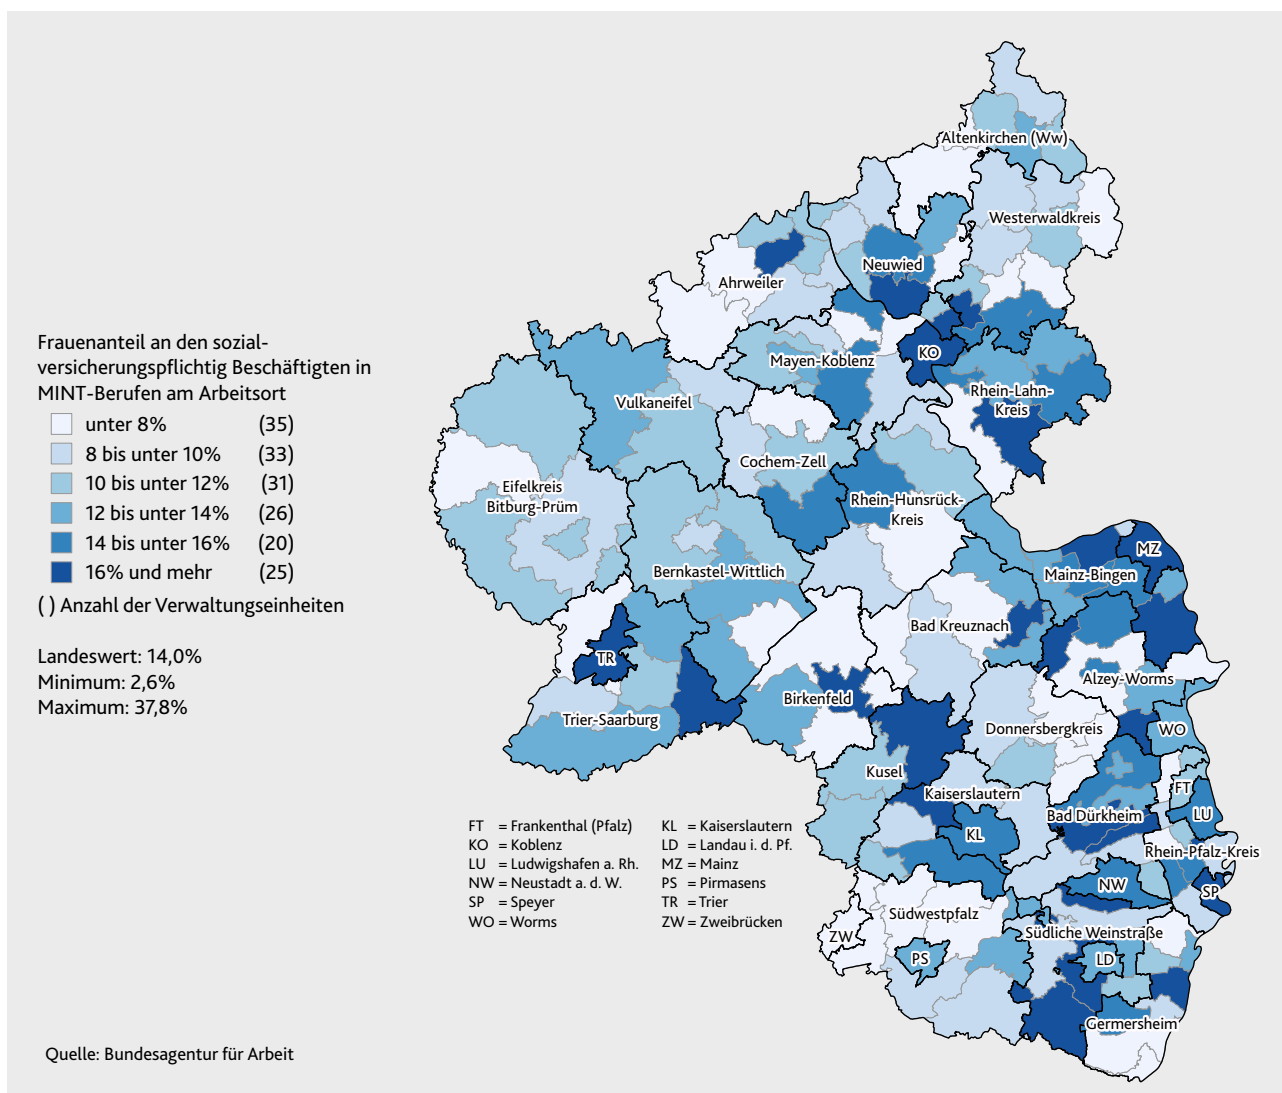 Frauenanteil an den sozial-
versicherungspflichtig Beschäftigten in
MINT-Berufen am Arbeitsort
unter 8% (35)
8 bis unter 10% (33)
10 bis unter 12% (31)
12 bis unter 14% (26)
14 bis unter 16% (20)
16% und mehr (25)
( ) Anzahl der Verwaltungseinheiten
Landeswert: 14,0%
Minimum: 2,6%
Maximum: 37,8%
Altenkirchen (Ww)
Westerwaldkreis
Neuwied
Ahrweiler
KO
Mayen-Koblenz
Rhein-Lahn-
Kreis
Vulkaneifel
Cochem-Zell
Eifelkreis
Bitburg-Prüm
Rhein-Hunsrück-
Kreis
MZ
Mainz-Bingen
Bernkastel-Wittlich
Bad Kreuznach
TR
Alzey-Worms
Birkenfeld
Trier-Saarburg
Donnersbergkreis
WO
Kusel
FT
Kaiserslautern
LU
Bad Dürkheim
KL
Rhein-Pfalz-Kreis
NW
SP
Südwestpfalz
ZW
Südliche Weinstraße
PS
LD
Germersheim
FT = Frankenthal (Pfalz)
KO = Koblenz
LU = Ludwigshafen a. Rh.
NW = Neustadt a. d. W.
SP = Speyer
WO = Worms
KL = Kaiserslautern
LD = Landau i. d. Pf.
MZ = Mainz
PS = Pirmasens
TR = Trier
ZW = Zweibrücken
Quelle: Bundesagentur für Arbeit